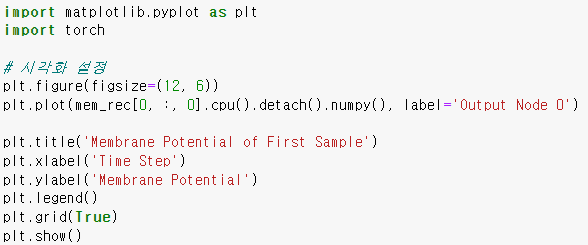 import matplotlib.pyplot as plt
import torch
# 시각화 설정
plt.figure(figsize=(12, 6))
plt.plot(mem_rec[0, :, 0].cpu().detach().numpy(), label='Output Node 0')
plt.title('Membrane Potential of First Sample')
plt.xlabel('Time Step')
plt.ylabel('Membrane Potential')
plt.legend()
plt.grid(True)
plt.show()